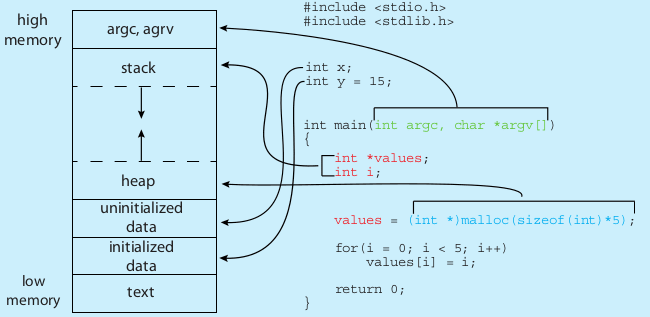 high
memory
argc, agrv
stack
heap
uninitialized
data
initialized
data
low
memory
text
#include <stdio.h>
#include <stdlib.h>
int x;
int y = 15;
int main(int argc, char *argv[])
{
int *values;
int i;
values = (int *)malloc(sizeof(int)*5);
for(i = 0; i < 5; i++)
values[i] = i;
return 0;
}